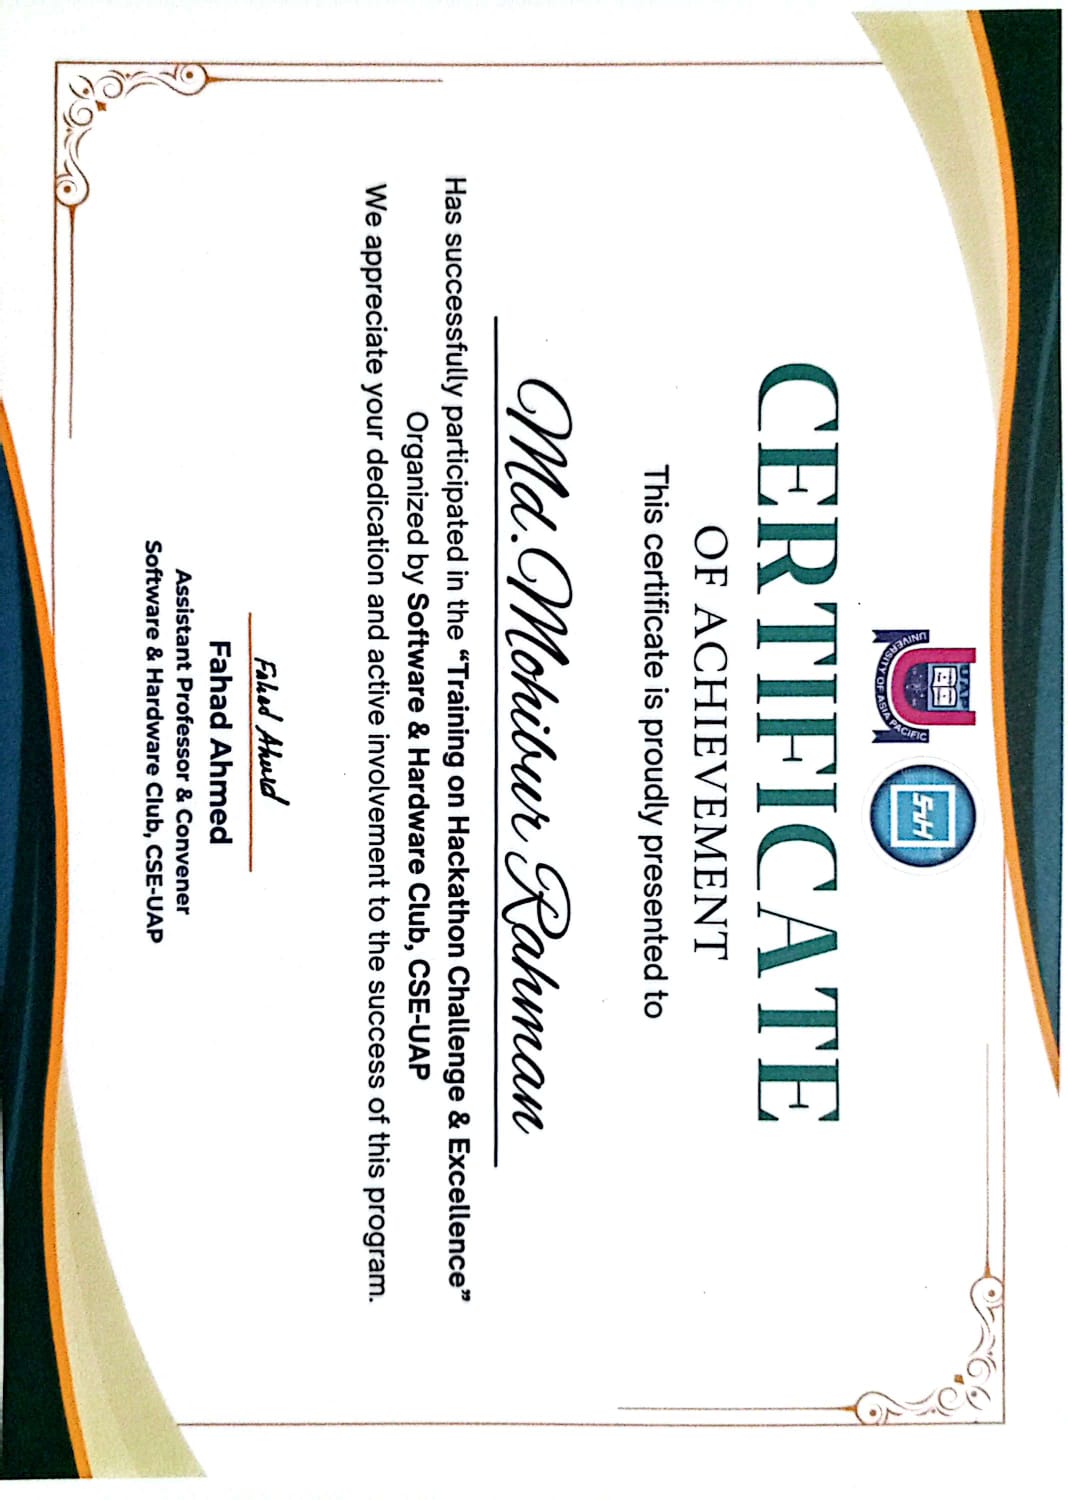 UAP
UNIVERSITY OF ASIA PACIFIC
SnH
CERTIFICATE
OF ACHIEVEMENT
This certificate is proudly presented to
Md.Mohibur Rahman
Has successfully participated in the “Training on Hackathon Challenge & Excellence”
Organized by Software & Hardware Club, CSE-UAP
We appreciate your dedication and active involvement to the success of this program.
Fahad Ahmed
Fahad Ahmed
Assistant Professor & Convener
Software & Hardware Club, CSE-UAP